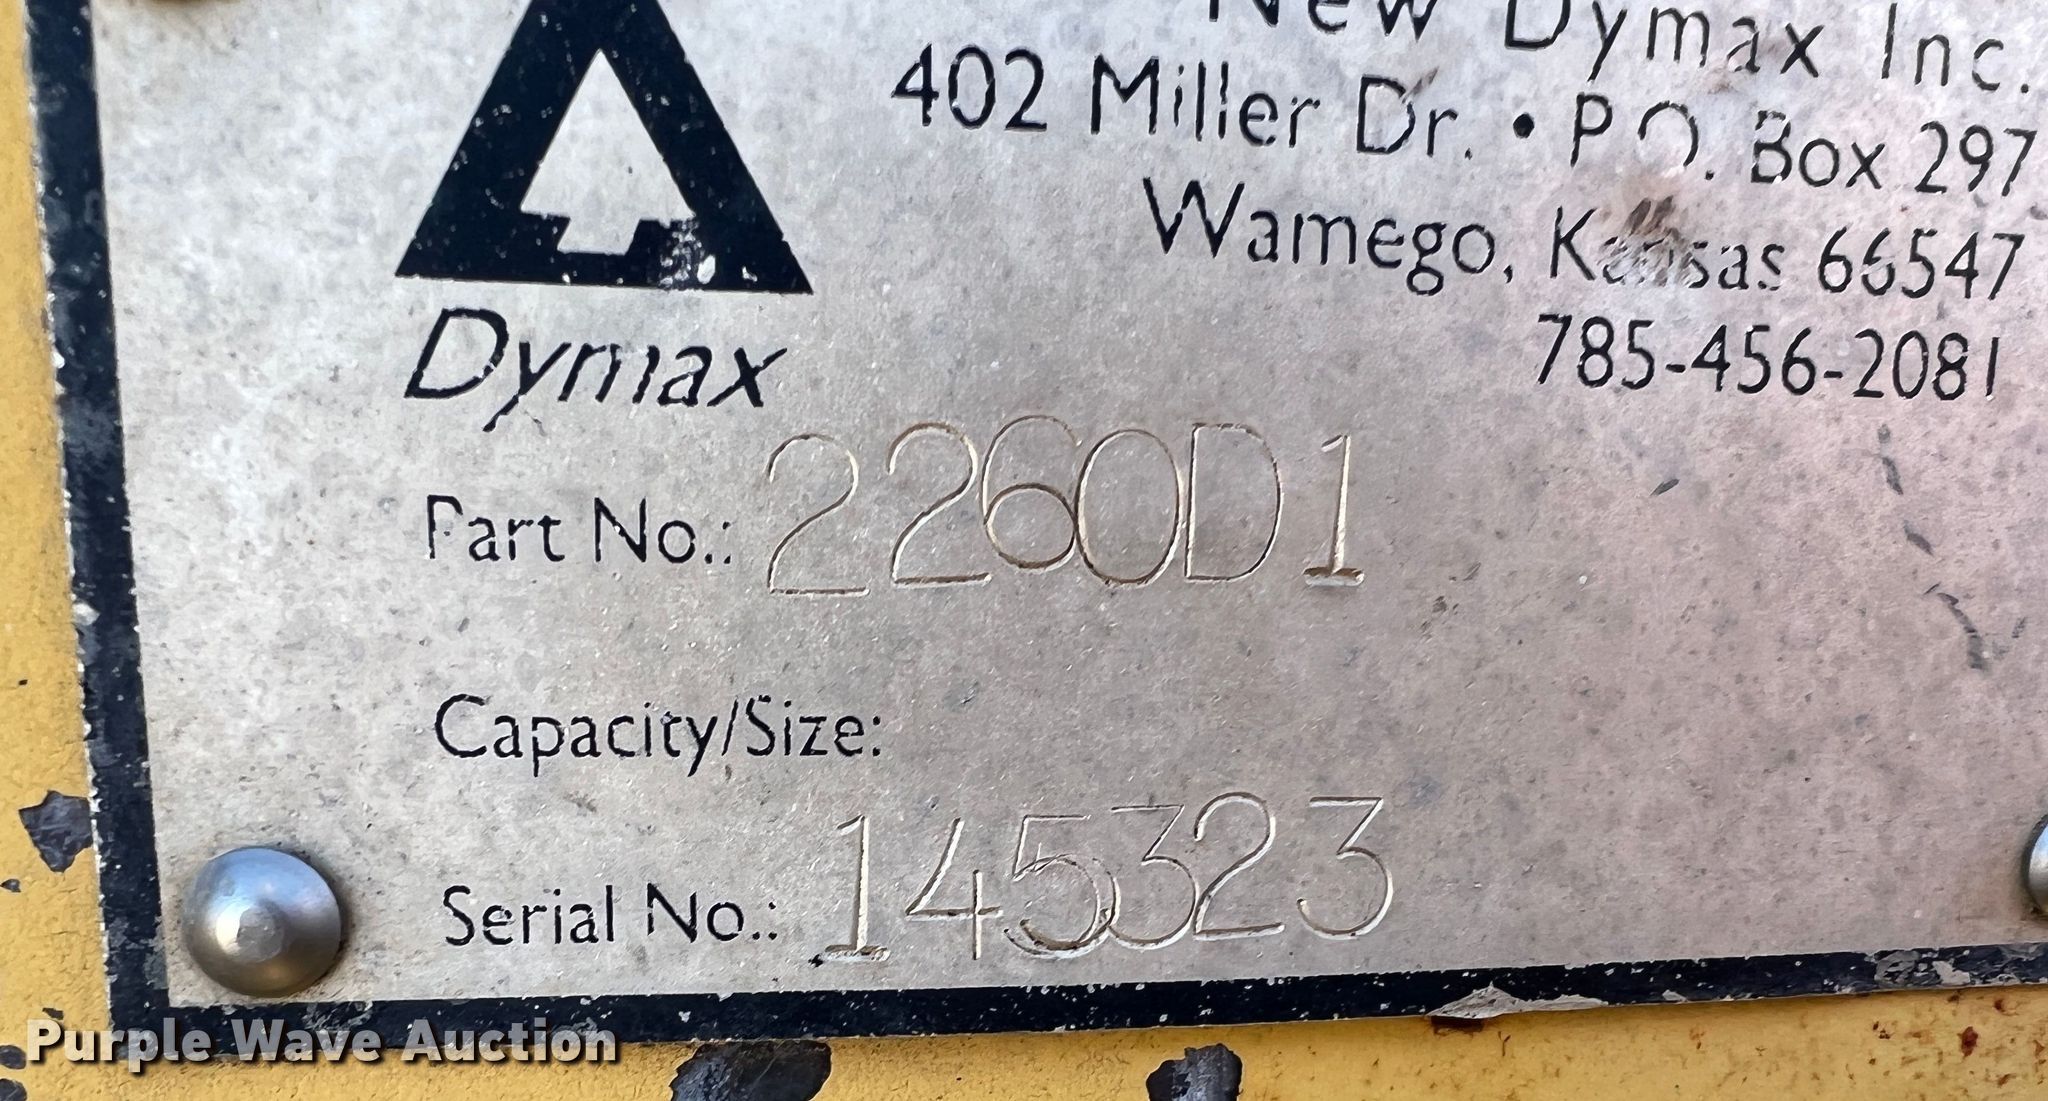 New Dymax Inc.
402 Miller Dr. • P.O. Box 297
Wamego, Kansas 66547
785-456-2081
Dymax
Part No.: 2260D1
Capacity/Size:
Serial No.: 145323
Purple Wave Auction